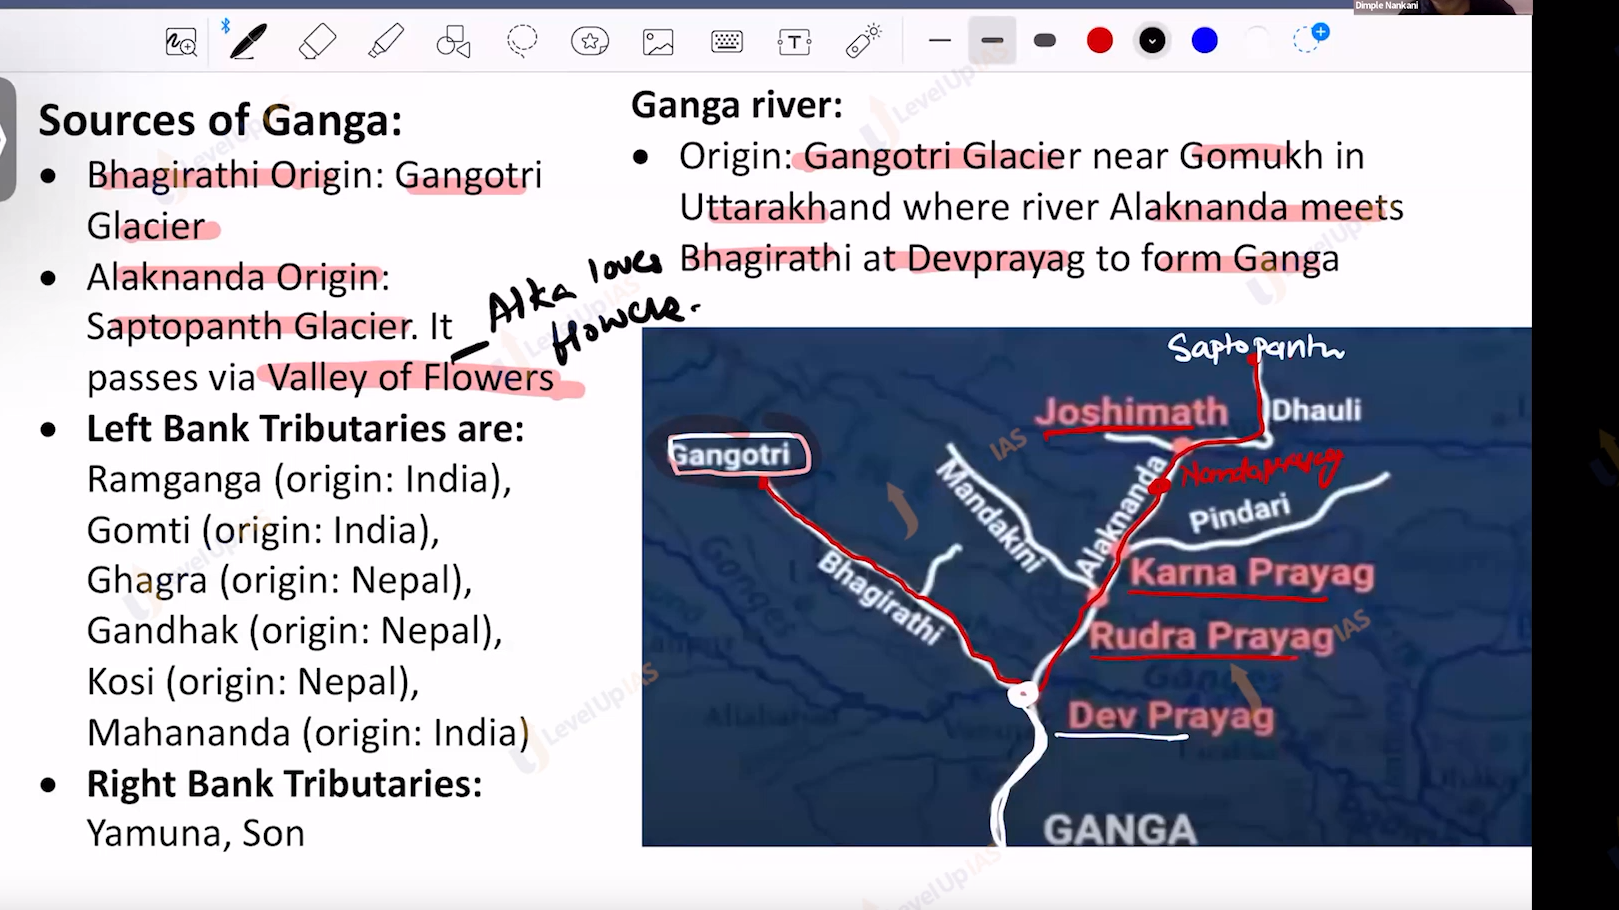 Dimple Nankani
Sources of Ganga:
• Bhagirathi Origin: Gangotri
Glacier
• Alaknanda Origin:
Saptopanth Glacier. It
passes via Valley of Flowers
Alka loves
flowers.
• Left Bank Tributaries are:
Ramganga (origin: India),
Gomti (origin: India),
Ghagra (origin: Nepal),
Gandhak (origin: Nepal),
Kosi (origin: Nepal),
Mahananda (origin: India)
• Right Bank Tributaries:
Yamuna, Son
Ganga river:
• Origin: Gangotri Glacier near Gomukh in
Uttarakhand where river Alaknanda meets
Bhagirathi at Devprayag to form Ganga
Saptopanth
Joshimath
Dhauli
Gangotri
Nandaprayag
Mandakini
Alaknanda
Pindari
Bhagirathi
Karna Prayag
Rudra Prayag
Dev Prayag
GANGA
Ganges
Ganges
LevelUp IAS